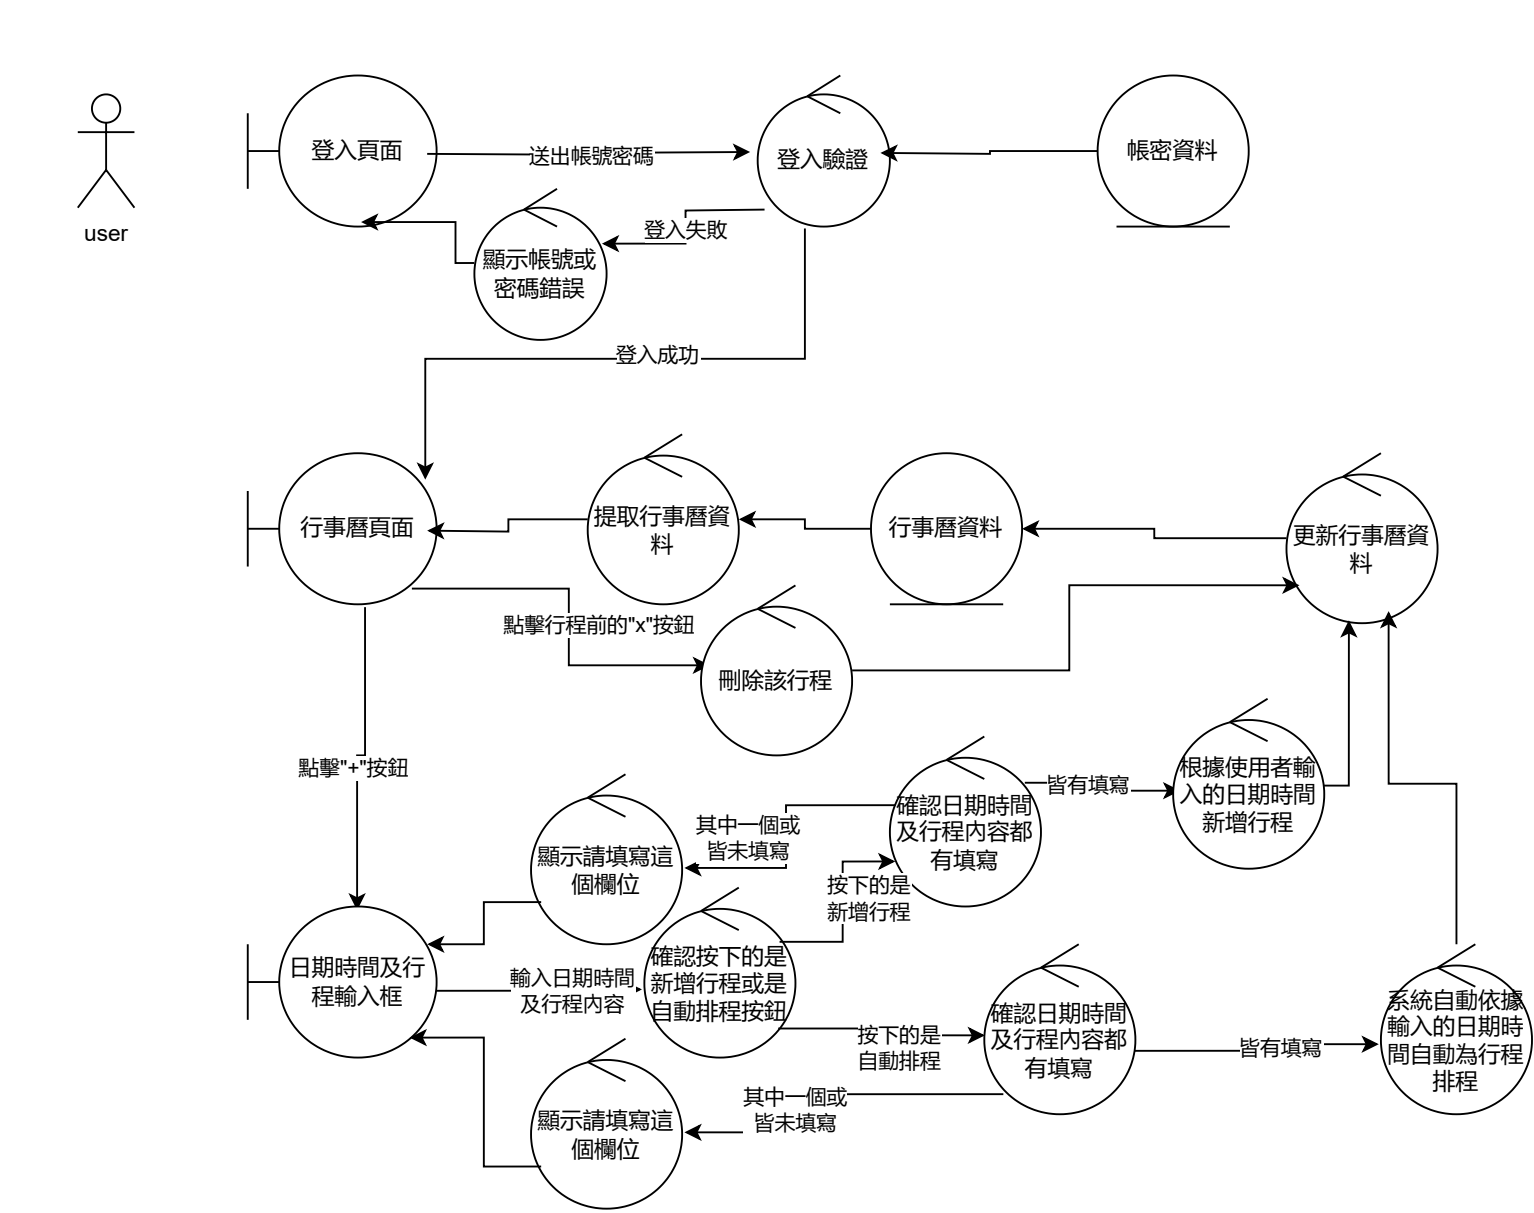 登入頁面
送出帳號密碼
登入驗證
帳密資料
user
登入失敗
顯示帳號或
密碼錯誤
登入成功
行事曆頁面
提取行事曆資
料
行事曆資料
更新行事曆資
料
點擊行程前的"x"按鈕
刪除該行程
點擊"+"按鈕
根據使用者輸
入的日期時間
新增行程
皆有填寫
確認日期時間
及行程內容都
有填寫
其中一個或
皆未填寫
顯示請填寫這
個欄位
按下的是
新增行程
日期時間及行
程輸入框
輸入日期時間
及行程內容
確認按下的是
新增行程或是
自動排程按鈕
按下的是
自動排程
確認日期時間
及行程內容都
有填寫
皆有填寫
系統自動依據
輸入的日期時
間自動為行程
排程
其中一個或
皆未填寫
顯示請填寫這
個欄位